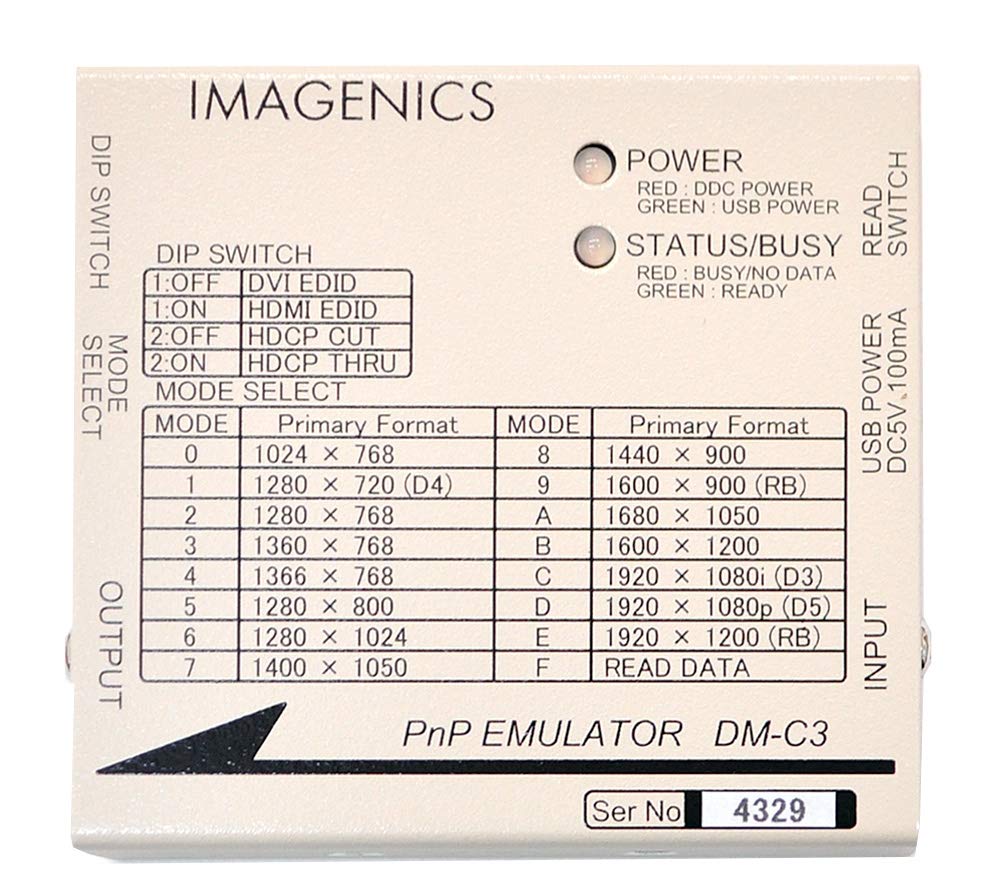 IMAGENICS
DIP SWITCH
MODE
SELECT
OUTPUT
POWER
RED : DDC POWER
GREEN : USB POWER
STATUS/BUSY
RED : BUSY/NO DATA
GREEN : READY
READ
SWITCH
USB POWER
DC5V 100mA
INPUT
DIP SWITCH
1:OFF DVI EDID
1:ON HDMI EDID
2:OFF HDCP CUT
2:ON HDCP THRU
MODE SELECT
MODE Primary Format MODE Primary Format
0 1024 × 768 8 1440 × 900
1 1280 × 720 (D4) 9 1600 × 900 (RB)
2 1280 × 768 A 1680 × 1050
3 1360 × 768 B 1600 × 1200
4 1366 × 768 C 1920 × 1080i (D3)
5 1280 × 800 D 1920 × 1080p (D5)
6 1280 × 1024 E 1920 × 1200 (RB)
7 1400 × 1050 F READ DATA
PnP EMULATOR DM-C3
Ser No 4329